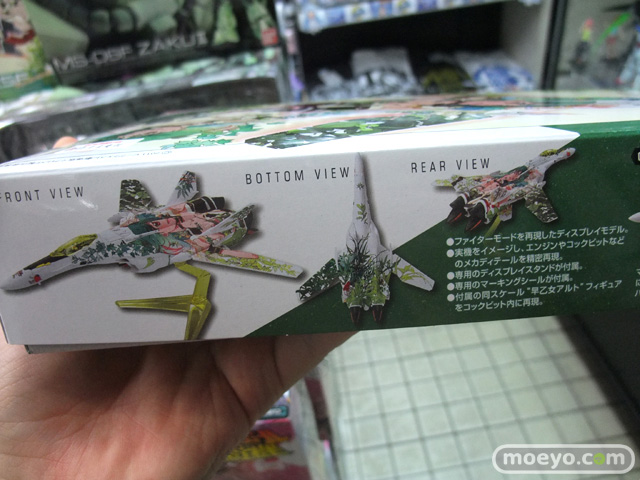 MS-06F ZAKUII
FRONT VIEW
BOTTOM VIEW
REAR VIEW
●ファイターモードを再現したディスプレイモデル。
●実機をイメージし、エンジンやコックピットなど
のメカディテールを精密再現。
●専用のディスプレイスタンドが付属。
●専用のマーキングシールが付属。
●付属の同スケール"早乙女アルト"フィギュア
をコックピット内に再現。
moeyo.com